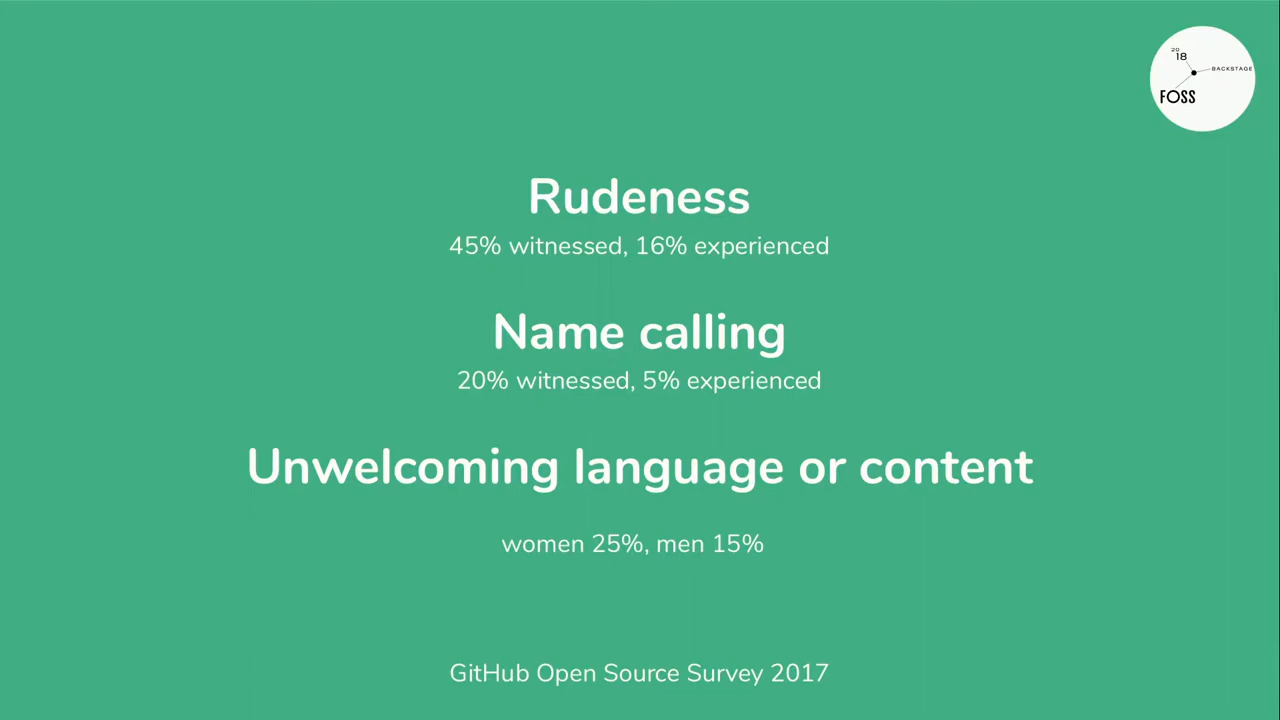 20
18
BACKSTAGE
FOSS
Rudeness
45% witnessed, 16% experienced
Name calling
20% witnessed, 5% experienced
Unwelcoming language or content
women 25%, men 15%
GitHub Open Source Survey 2017